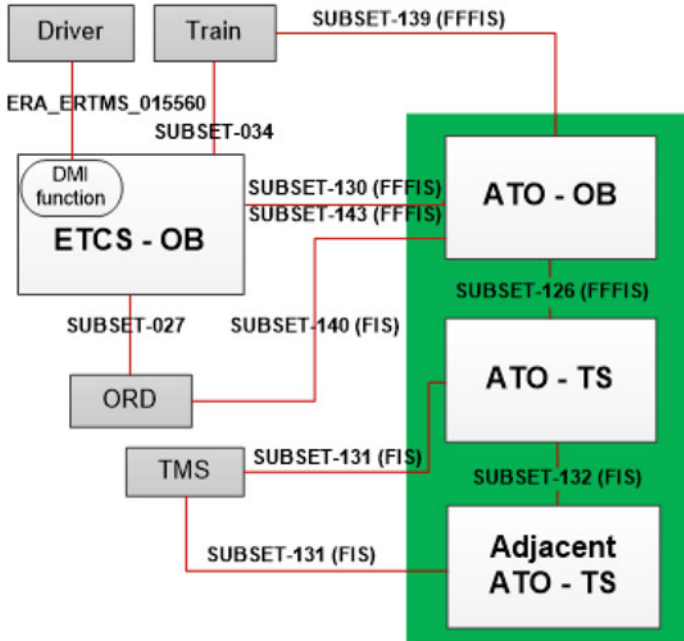 Driver
Train
SUBSET-139 (FFFIS)
ERA_ERTMS_015560
SUBSET-034
DMI
function
ETCS - OB
SUBSET-130 (FFFIS)
SUBSET-143 (FFFIS)
ATO - OB
SUBSET-027
SUBSET-140 (FIS)
SUBSET-126 (FFFIS)
ORD
ATO - TS
TMS
SUBSET-131 (FIS)
SUBSET-132 (FIS)
SUBSET-131 (FIS)
Adjacent
ATO - TS